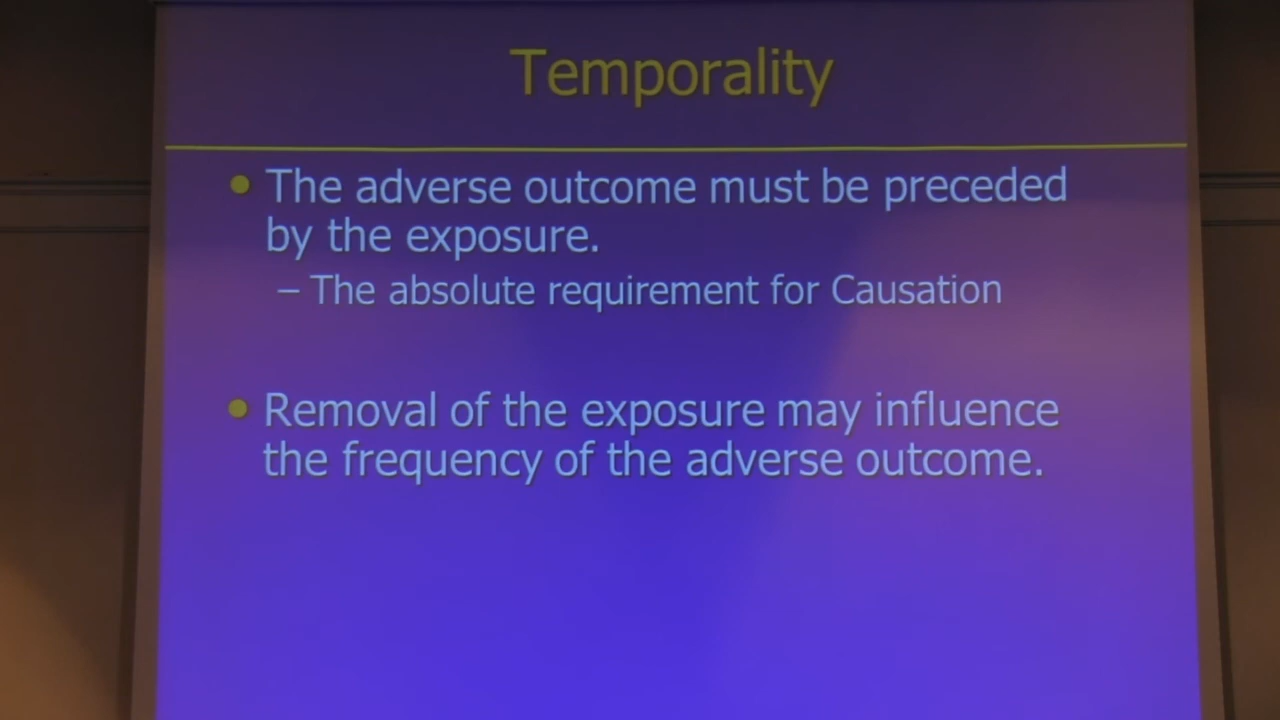 Temporality
• The adverse outcome must be preceded
by the exposure.
– The absolute requirement for Causation
• Removal of the exposure may influence
the frequency of the adverse outcome.